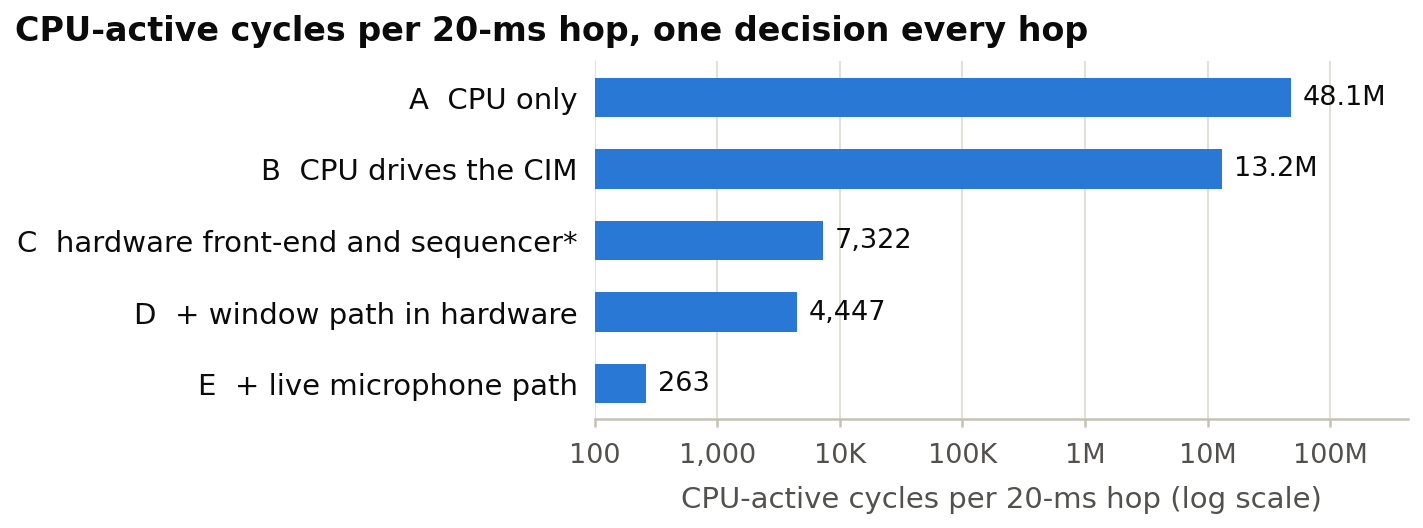 CPU-active cycles per 20-ms hop, one decision every hop
A  CPU only
48.1M
B  CPU drives the CIM
13.2M
C  hardware front-end and sequencer*
7,322
D  + window path in hardware
4,447
E  + live microphone path
263
100 1,000 10K 100K 1M 10M 100M
CPU-active cycles per 20-ms hop (log scale)